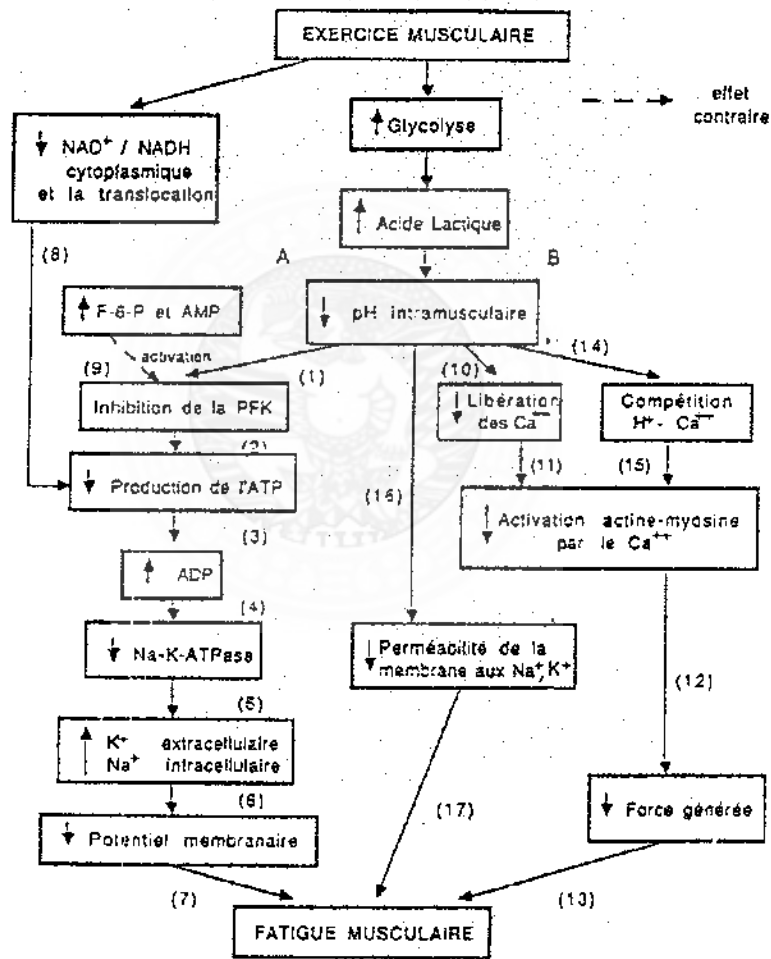 EXERCICE MUSCULAIRE
effet
contraire
Glycolyse
NAD+ / NADH
cytoplasmique
et la translocation
Acide Lactique
(8)
A
B
F-6-P et AMP
pH intramusculaire
activation
(9)
(1)
(10)
(14)
Inhibition de la PFK
Libération
des Ca++
Compétition
H+- Ca++
(2)
(11)
(15)
Production de l'ATP
(16)
Activation actine-myosine
par le Ca++
(3)
ADP
(4)
Na-K-ATPase
Perméabilité de la
membrane aux Na+,K+
(5)
(12)
K+ extracellulaire
Na+ intracellulaire
(6)
(17)
Force générée
Potentiel membranaire
(7)
(13)
FATIGUE MUSCULAIRE